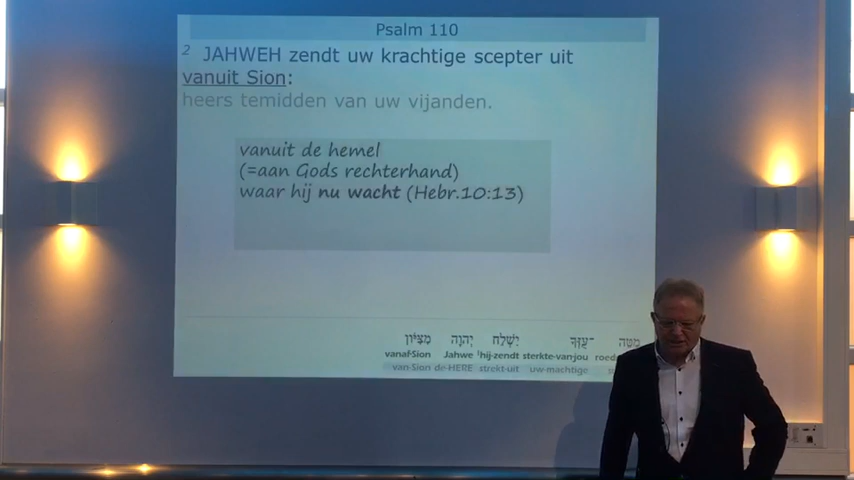 Psalm 110
2 JAHWEH zendt uw krachtige scepter uit
vanuit Sion:
heers temidden van uw vijanden.
vanuit de hemel
(=aan Gods rechterhand)
waar hij nu wacht (Hebr.10:13)
מִצִּיּוֹן יְהוָה יִשְׁלַח עֻזְּךָ־ מַטֵּה
vanaf-Sion Jahwe hij-zendt sterkte-van-jou
van-Sion de-HERE strekt-uit uw-machtige